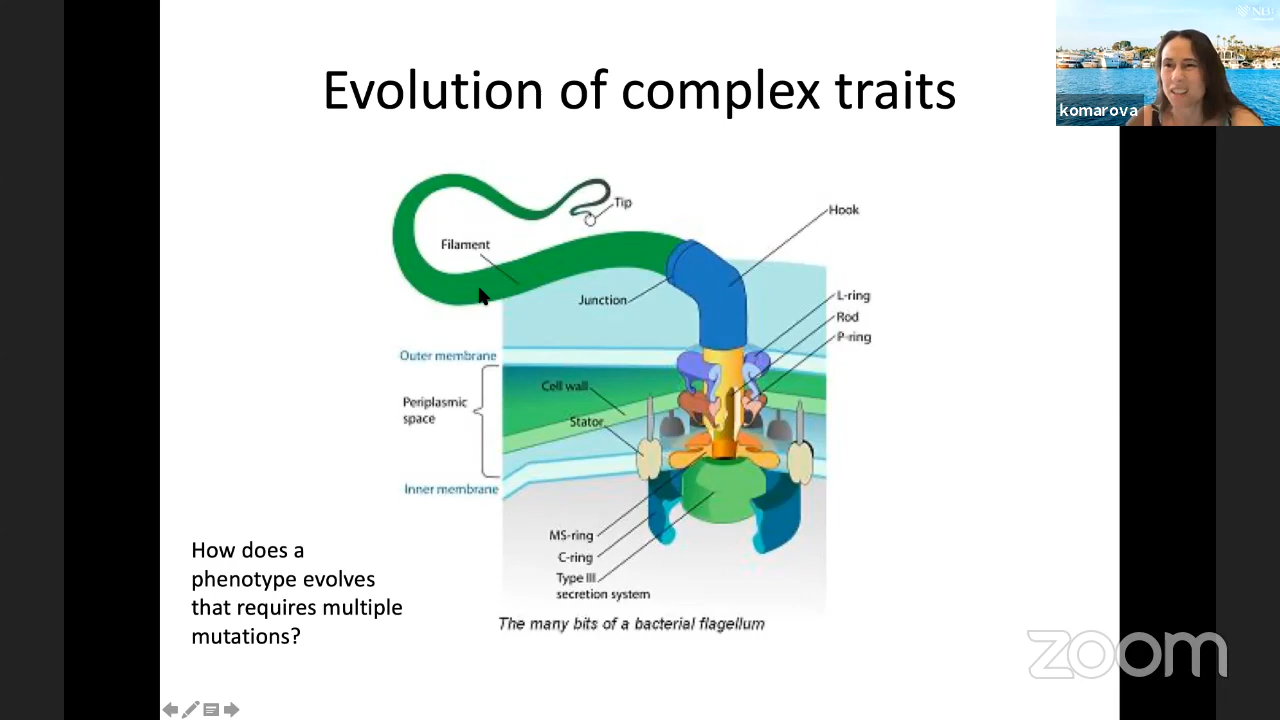 Evolution of complex traits
komarova
Tip
Hook
Filament
Junction
L-ring
Rod
P-ring
Outer membrane
Cell wall
Periplasmic
space
Stator
Inner membrane
MS-ring
C-ring
Type III
secretion system
The many bits of a bacterial flagellum
How does a
phenotype evolves
that requires multiple
mutations?
zoom